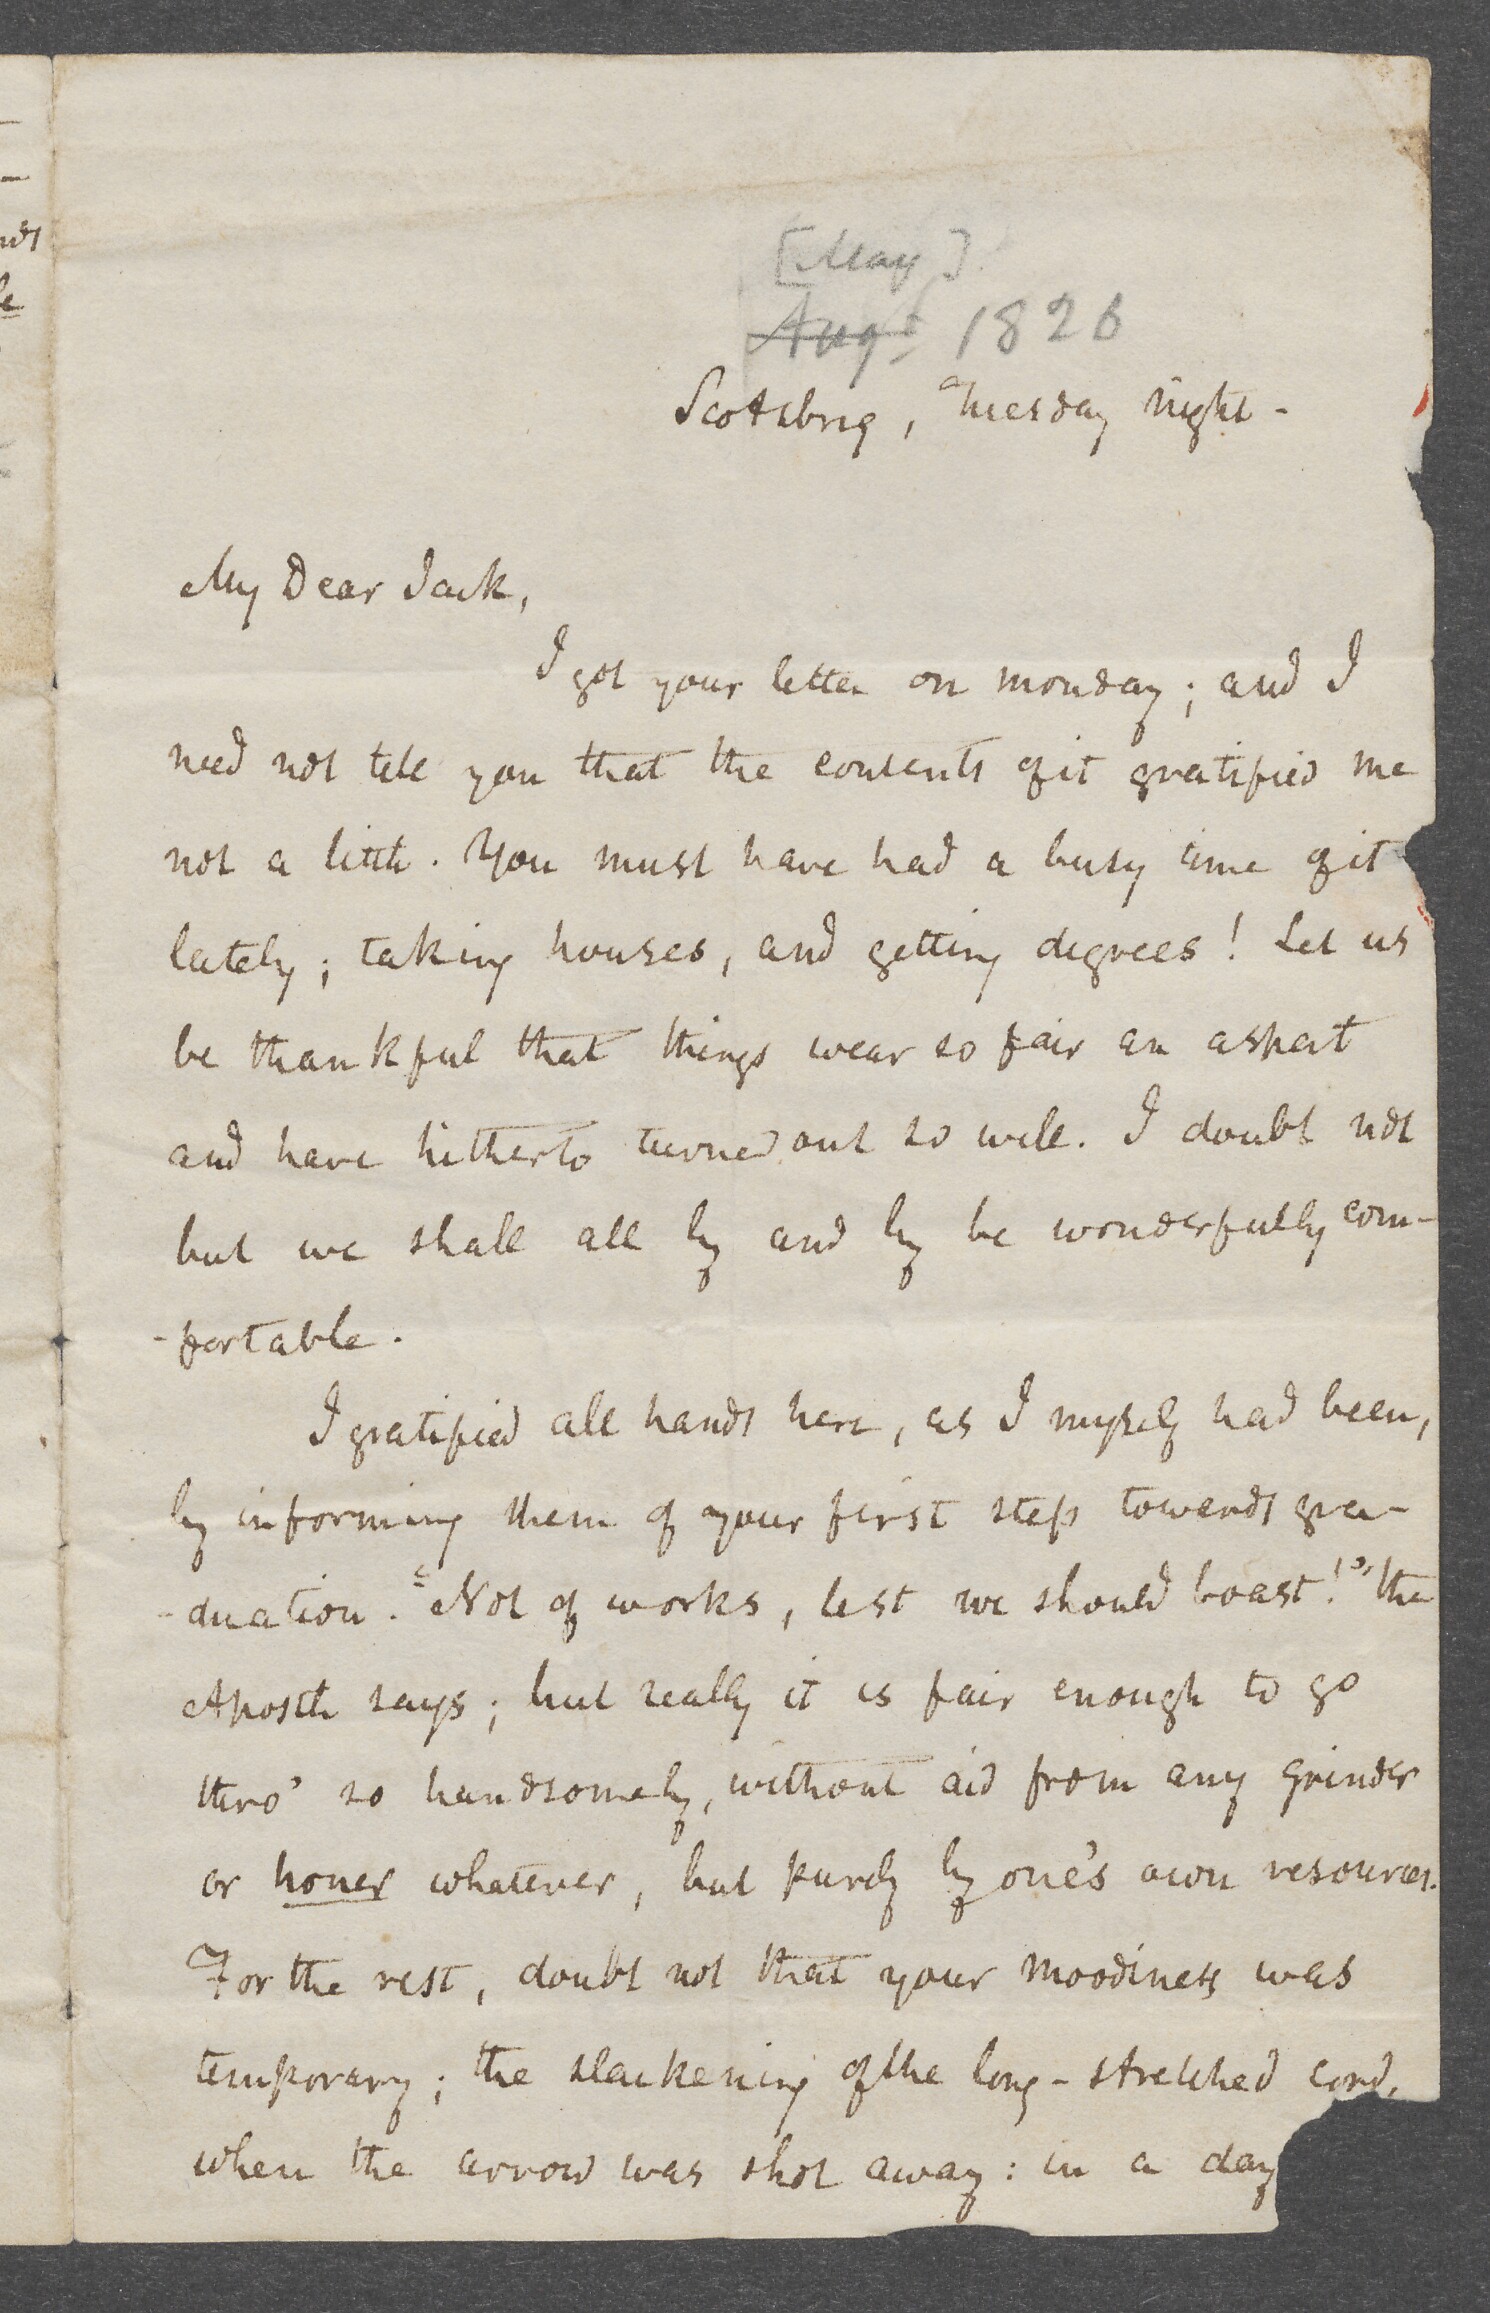 [May]
Augt 1826
Scotsbrig, Tuesday night -
My Dear Jack,
I got your letter on monday; and I
need not tell you that the contents of it gratified me
not a little. You must have had a busy time of it
lately; taking houses, and getting degrees! Let us
be thankful that things wear so fair an aspect
and have hitherto turned out so well. I doubt not
but we shall all by and by be wonderfully com-
-fortable.
I gratified all hands here, as I myself had been,
by informing them of your first step towards gra-
-duation. "Not of works, lest we should boast!" the
Apostle says; but really it is fair enough to go
thro' so handsomely, without aid from any grinder
or honer whatever, but purely by one's own resources.
For the rest, doubt not that your moodiness was
temporary; the slackening of the long-stretched cord,
when the arrow was shot away: in a day